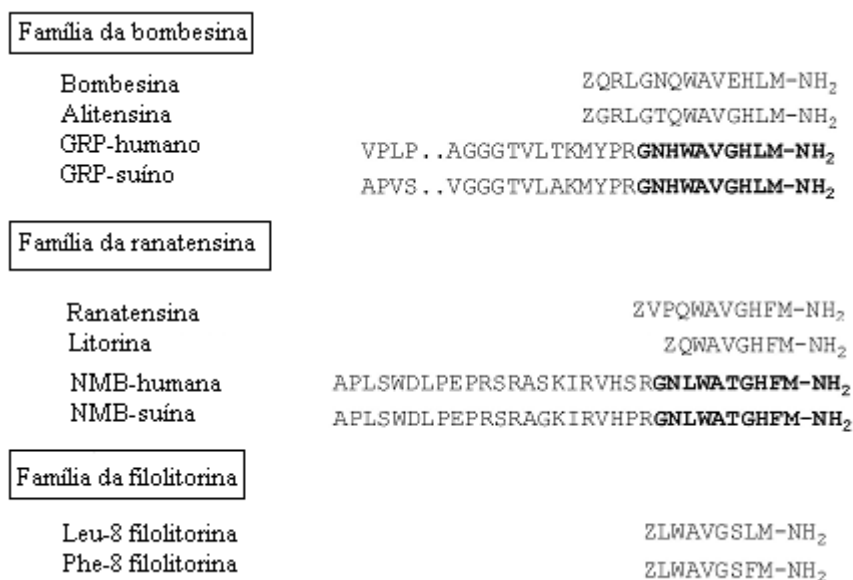 Família da bombesina
Bombesina ZQRLGNQWAVEHLM-NH2
Alitensina ZGRLGTQWAVGHLM-NH2
GRP-humano VPLP..AGGGTVLTKMYPRGNHWAVGHLM-NH2
GRP-suíno APVS..VGGGTVLAKMYPRGNHWAVGHLM-NH2
Família da ranatensina
Ranatensina ZVPQWAVGHFM-NH2
Litorina ZQWAVGHFM-NH2
NMB-humana APLSWDLPEPRSRASKIRVHSRGNLWATGHFM-NH2
NMB-suína APLSWDLPEPRSRAGKIRVHPRGNLWATGHFM-NH2
Família da filolitorina
Leu-8 filolitorina ZLWAVGSLM-NH2
Phe-8 filolitorina ZLWAVGSFM-NH2